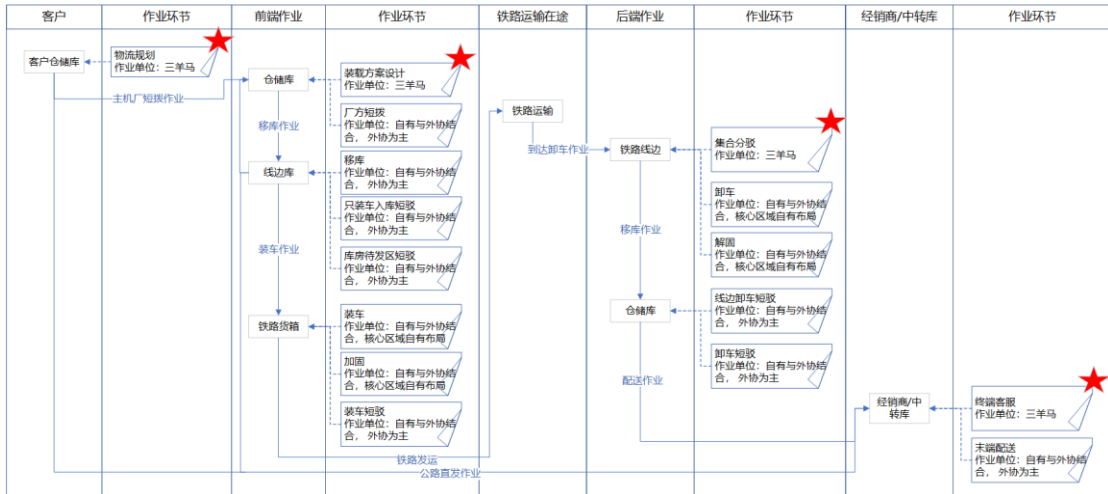 客户
作业环节
前端作业
作业环节
铁路运输在途
后端作业
作业环节
经销商/中转库
作业环节
客户仓储库
物流规划
作业单位：三羊马
主机厂短拨作业
仓储库
移库作业
线边库
装车作业
铁路货箱
装载方案设计
作业单位：三羊马
厂方短拨
作业单位：自有与外协结
合，外协为主
移库
作业单位：自有与外协结
合，外协为主
只装车入库短驳
作业单位：自有与外协结
合，外协为主
库房待发区短驳
作业单位：自有与外协结
合，外协为主
装车
作业单位：自有与外协结
合，核心区域自有布局
加固
作业单位：自有与外协结
合，核心区域自有布局
装车短驳
作业单位：自有与外协结
合，外协为主
铁路发运
公路直发作业
铁路运输
到达卸车作业
铁路线边
移库作业
仓储库
配送作业
集合分驳
作业单位：三羊马
卸车
作业单位：自有与外协结
合，核心区域自有布局
解固
作业单位：自有与外协结
合，核心区域自有布局
线边卸车短驳
作业单位：自有与外协结
合，外协为主
卸车短驳
作业单位：自有与外协结
合，外协为主
经销商/中
转库
终端客服
作业单位：三羊马
末端配送
作业单位：自有与外协结
合，外协为主